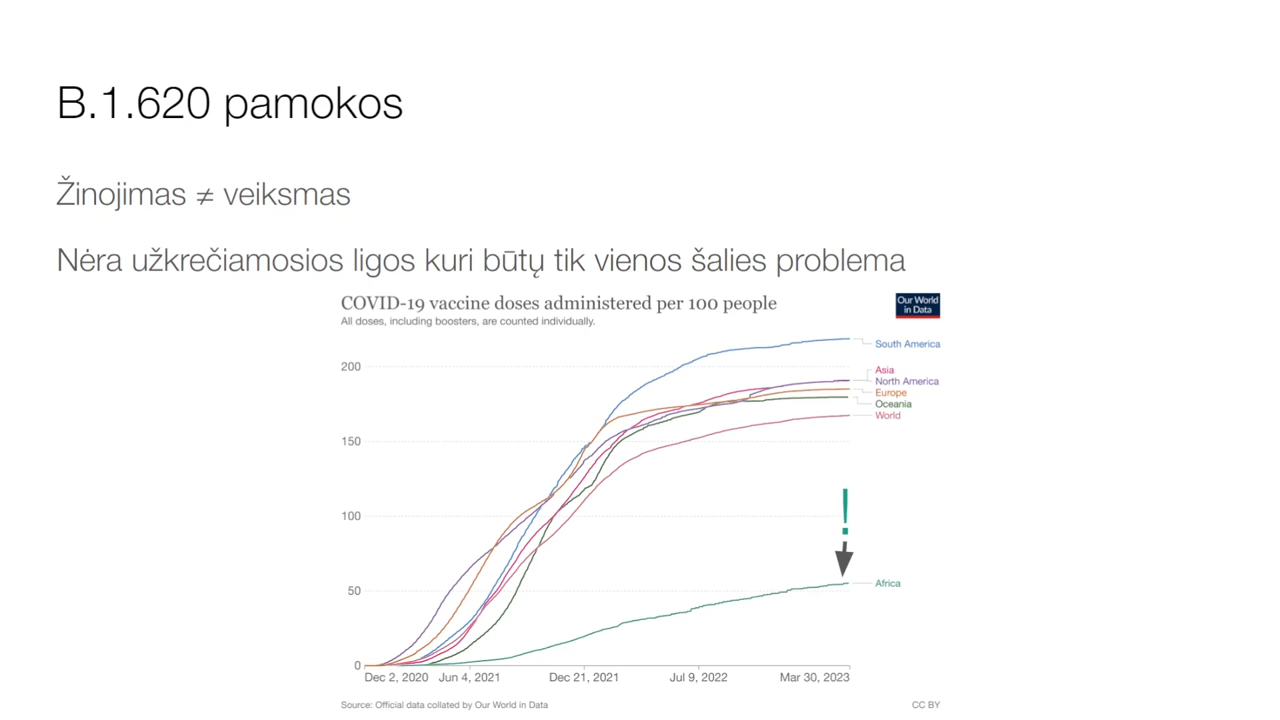 B.1.620 pamokos
Žinojimas ≠ veiksmas
Nėra užkrečiamosios ligos kuri būtų tik vienos šalies problema
COVID-19 vaccine doses administered per 100 people
All doses, including boosters, are counted individually.
Our World
in Data
South America
200
Asia
North America
Europe
Oceania
World
150
100
!
50
Africa
0
Dec 2, 2020 Jun 4, 2021 Dec 21, 2021 Jul 9, 2022 Mar 30, 2023
Source: Official data collated by Our World in Data CC BY